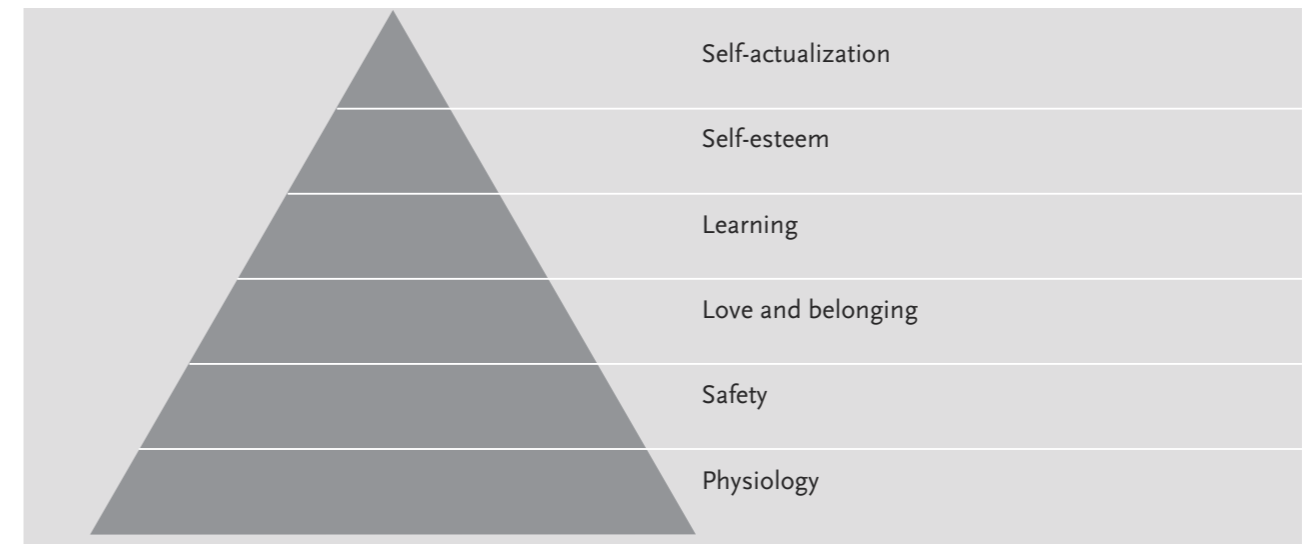 Self-actualization
Self-esteem
Learning
Love and belonging
Safety
Physiology